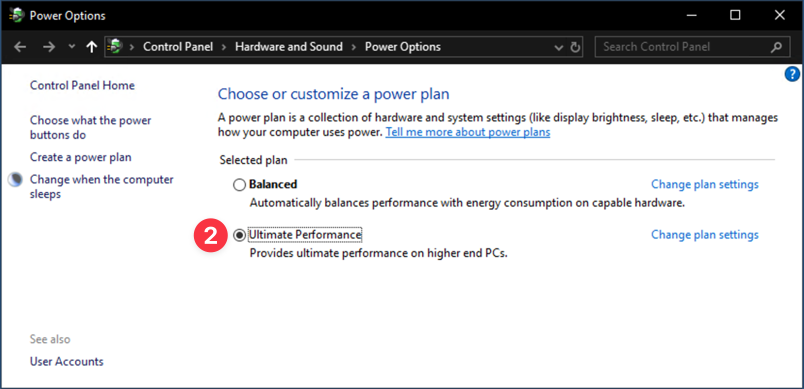 Power Options
Control Panel > Hardware and Sound > Power Options
Search Control Panel
?
Control Panel Home
Choose what the power
buttons do
Create a power plan
Change when the computer
sleeps
See also
User Accounts
Choose or customize a power plan
A power plan is a collection of hardware and system settings (like display brightness, sleep, etc.) that manages
how your computer uses power. Tell me more about power plans
Selected plan
Balanced
Change plan settings
Automatically balances performance with energy consumption on capable hardware.
2
Ultimate Performance
Change plan settings
Provides ultimate performance on higher end PCs.